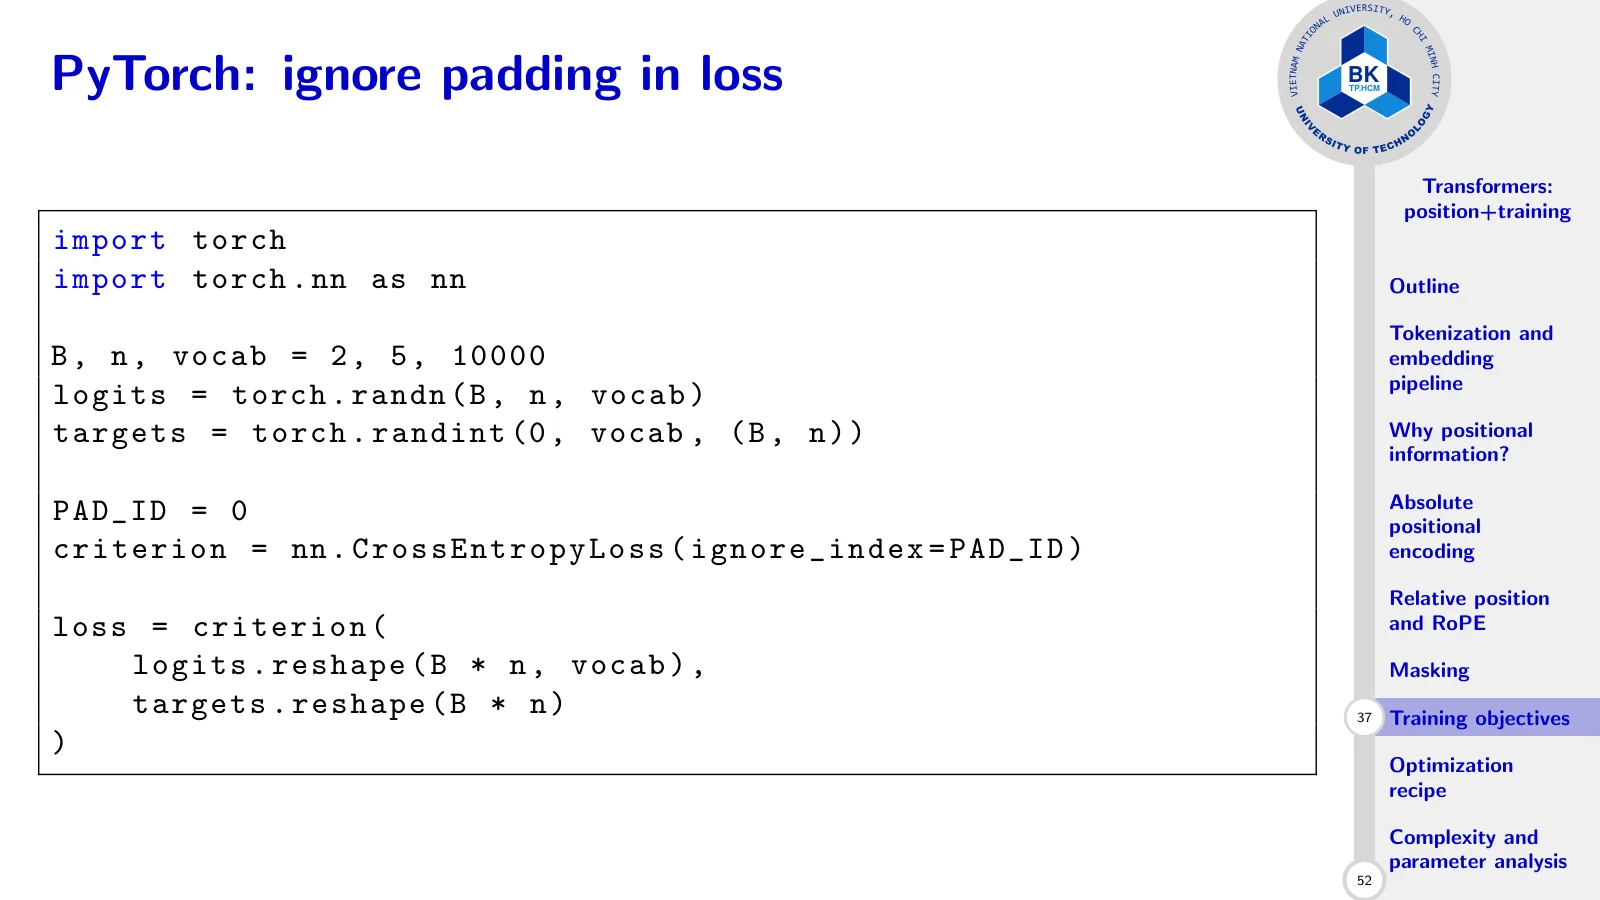 PyTorch: ignore padding in loss
import torch
import torch.nn as nn
B, n, vocab = 2, 5, 10000
logits = torch.randn(B, n, vocab)
targets = torch.randint(0, vocab, (B, n))
PAD_ID = 0
criterion = nn.CrossEntropyLoss(ignore_index=PAD_ID)
loss = criterion(
    logits.reshape(B * n, vocab),
    targets.reshape(B * n)
)
VIETNAM NATIONAL UNIVERSITY, HO CHI MINH CITY
BK
TP.HCM
UNIVERSITY OF TECHNOLOGY
Transformers:
position+training
Outline
Tokenization and
embedding
pipeline
Why positional
information?
Absolute
positional
encoding
Relative position
and RoPE
Masking
37
Training objectives
Optimization
recipe
Complexity and
parameter analysis
52